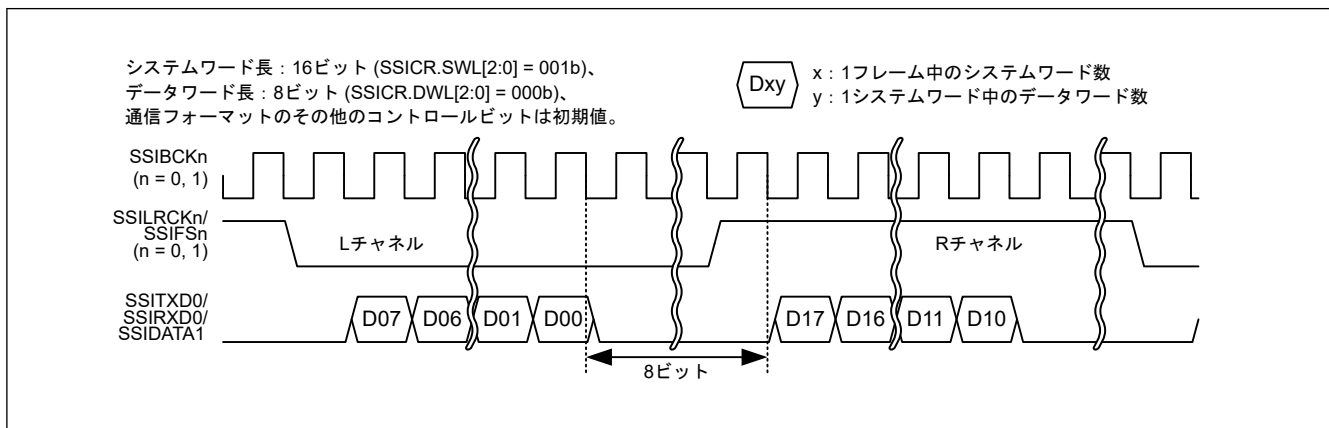 システムワード長：16ビット (SSICR.SWL[2:0] = 001b)、
データワード長：8ビット (SSICR.DWL[2:0] = 000b)、
通信フォーマットのその他のコントロールビットは初期値。
Dxy
x：1フレーム中のシステムワード数
y：1システムワード中のデータワード数
SSIBCKn
(n = 0, 1)
SSILRCKn/
SSIFSn
(n = 0, 1)
Lチャネル
Rチャネル
SSITXD0/
SSIRXD0/
SSIDATA1
D07 D06 D01 D00 D17 D16 D11 D10
8ビット